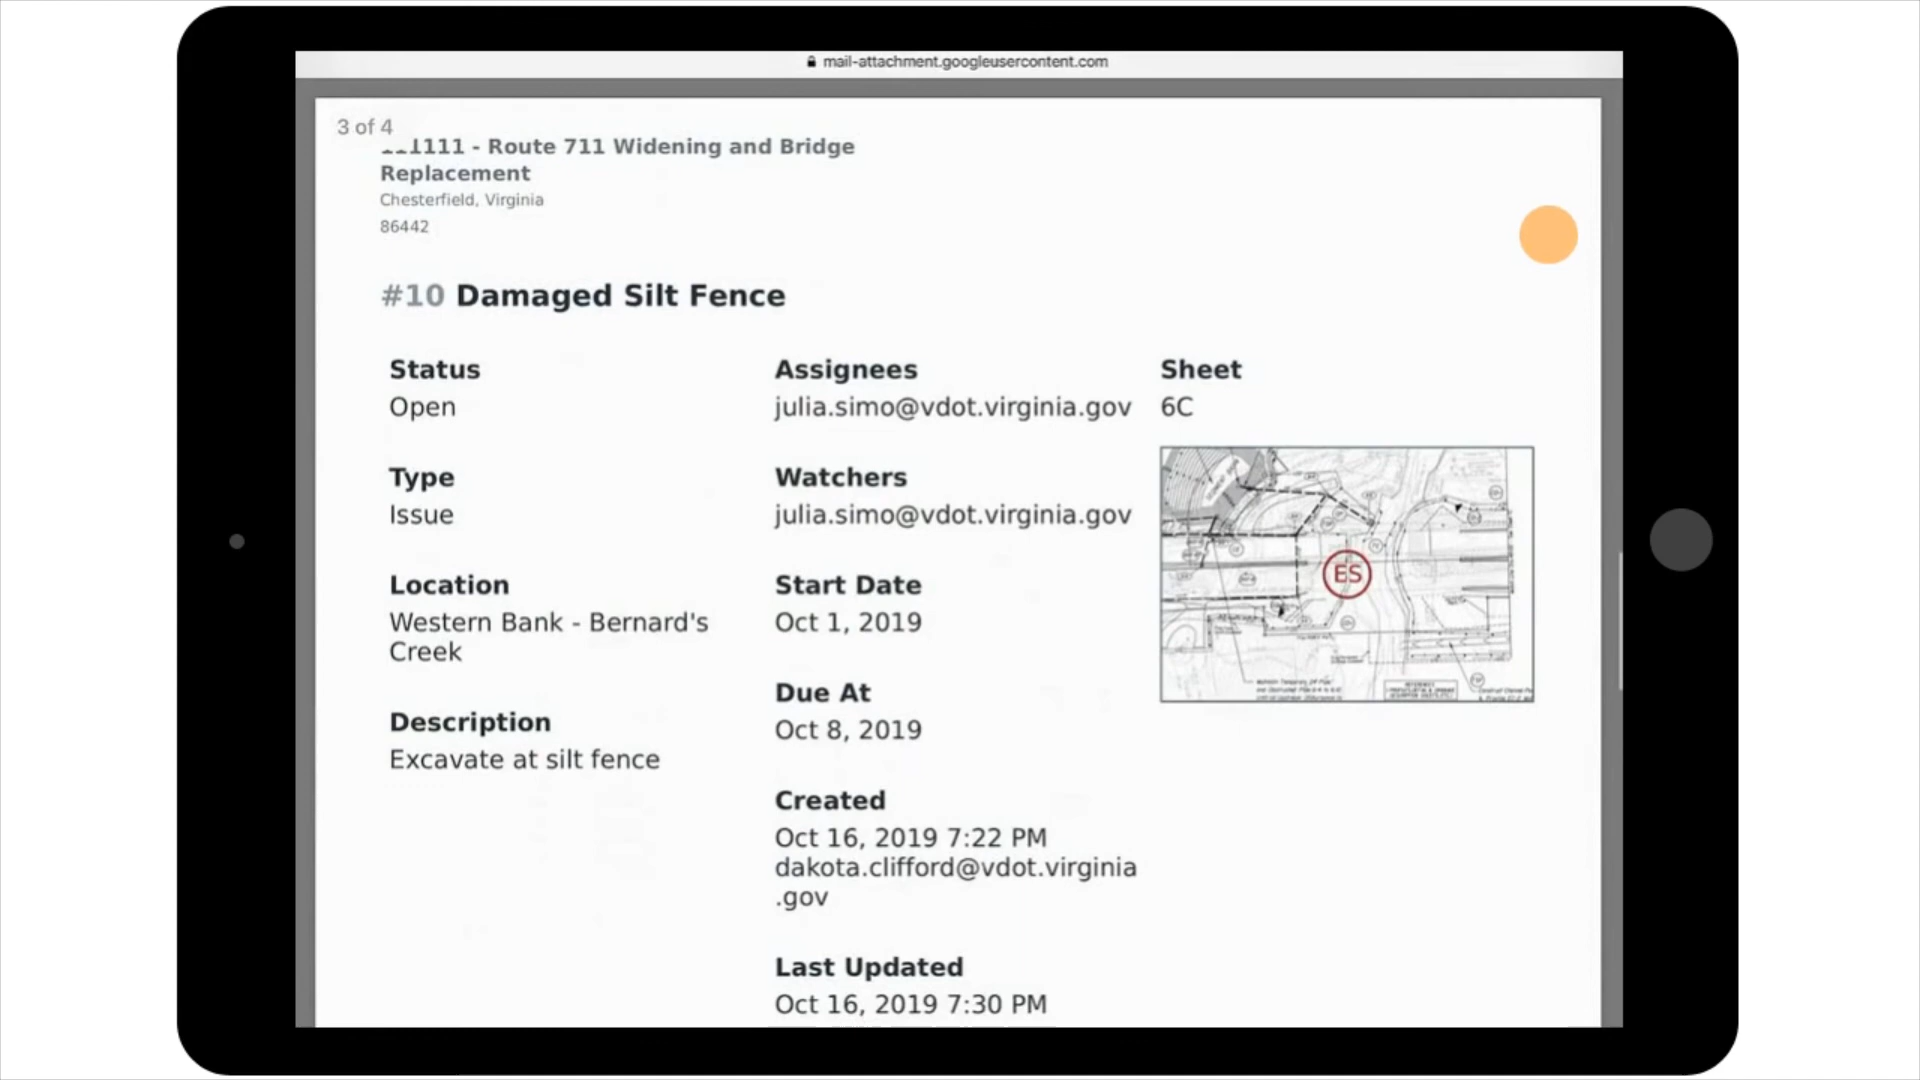 mail-attachment.googleusercontent.com
3 of 4
1111 - Route 711 Widening and Bridge
Replacement
Chesterfield, Virginia
86442
#10 Damaged Silt Fence
Status
Open
Type
Issue
Location
Western Bank - Bernard's
Creek
Description
Excavate at silt fence
Assignees
julia.simo@vdot.virginia.gov
Watchers
julia.simo@vdot.virginia.gov
Start Date
Oct 1, 2019
Due At
Oct 8, 2019
Created
Oct 16, 2019 7:22 PM
dakota.clifford@vdot.virginia
.gov
Last Updated
Oct 16, 2019 7:30 PM
Sheet
6C
ES